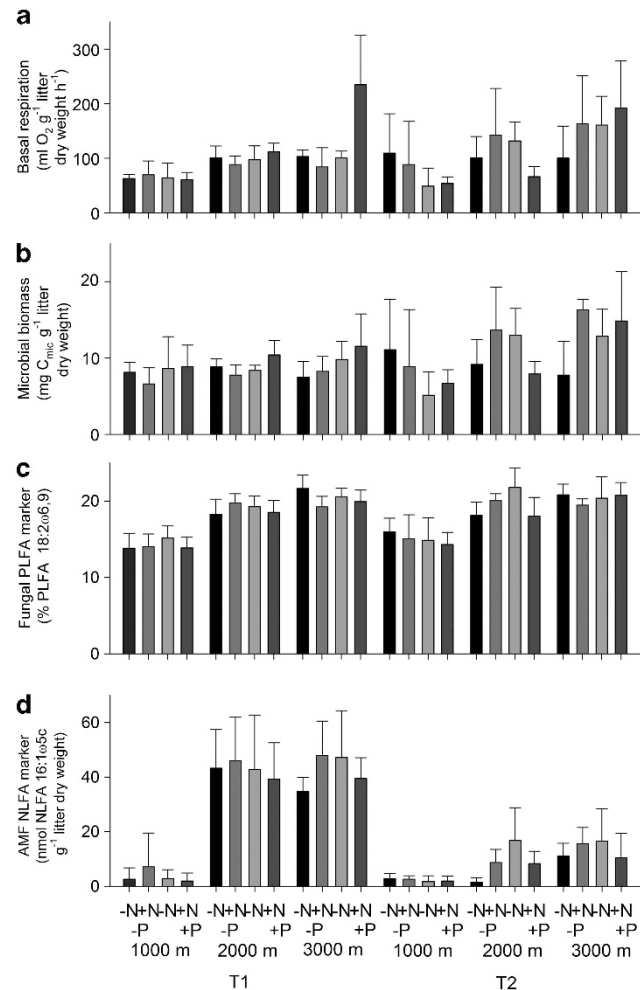 a
Basal respiration
(ml O₂ g⁻¹ litter
dry weight h⁻¹)
300
200
100
0
b
Microbial biomass
(mg Cmic g⁻¹ litter
dry weight)
20
10
0
c
Fungal PLFA marker
(% PLFA 18:2ω6,9)
20
10
0
d
AMF NLFA marker
(nmol NLFA 16:1ω5c
g⁻¹ litter dry weight)
60
40
20
0
-N+N-N+N -N+N-N+N -N+N-N+N -N+N-N+N -N+N-N+N -N+N-N+N
-P +P -P +P -P +P -P +P -P +P -P +P
1000 m 2000 m 3000 m 1000 m 2000 m 3000 m
T1 T2